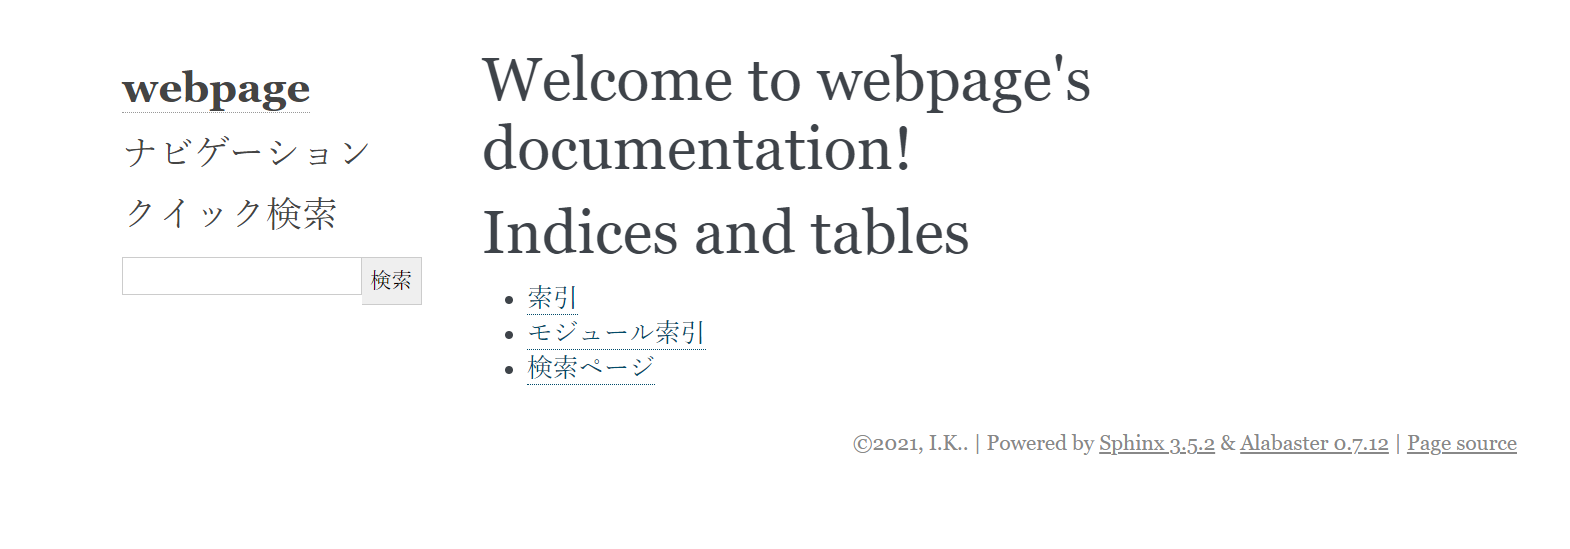 webpage
ナビゲーション
クイック検索
検索
Welcome to webpage's
documentation!
Indices and tables
索引
モジュール索引
検索ページ
©2021, I.K.. | Powered by Sphinx 3.5.2 & Alabaster 0.7.12 | Page source